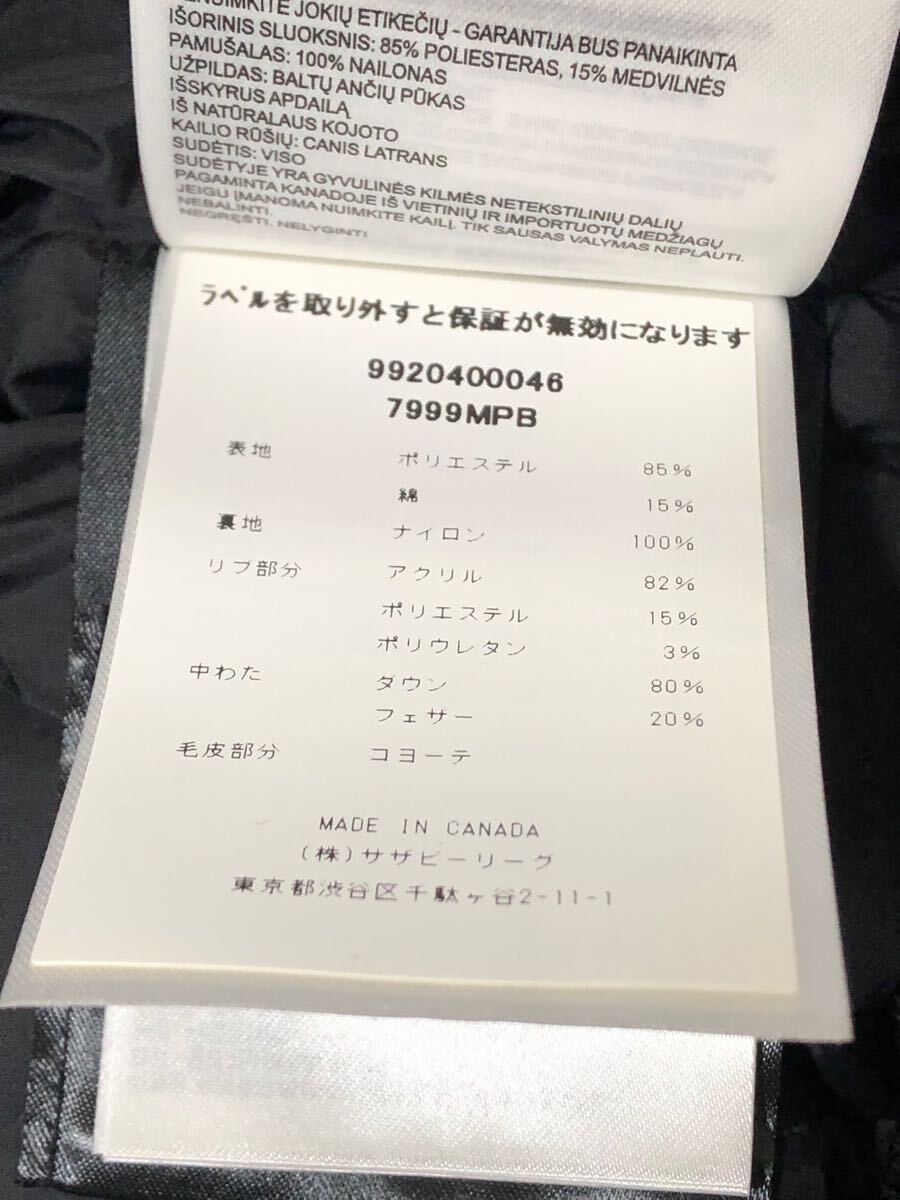 NUIMKITE JOKIŲ ETIKEČIŲ - GARANTIJA BUS PANAIKINTA
IŠORINIS SLUOKSNIS: 85% POLIESTERAS, 15% MEDVILNĖS
PAMUŠALAS: 100% NAILONAS
UŽPILDAS: BALTŲ ANČIŲ PŪKAS
IŠSKYRUS APDAILĄ
IŠ NATŪRALAUS KOJOTO
KAILIO RŪŠIŲ: CANIS LATRANS
SUDĖTIS: VISO
SUDĖTYJE YRA GYVULINĖS KILMĖS NETEKSTILINIŲ DALIŲ
PAGAMINTA KANADOJE IŠ VIETINIŲ IR IMPORTUOTŲ MEDŽIAGŲ
JEIGU ĮMANOMA NUIMKITE KAILĮ. TIK SAUSAS VALYMAS NEPLAUTI.
NEBALINTI.
NEGRĘŠTI. NELYGINTI
ラベルを取り外すと保証が無効になります
9920400046
7999MPB
表地 ポリエステル 85%
綿 15%
裏地 ナイロン 100%
リブ部分 アクリル 82%
ポリエステル 15%
ポリウレタン 3%
中わた ダウン 80%
フェザー 20%
毛皮部分 コヨーテ
MADE IN CANADA
(株)サザビーリーグ
東京都渋谷区千駄ヶ谷2-11-1